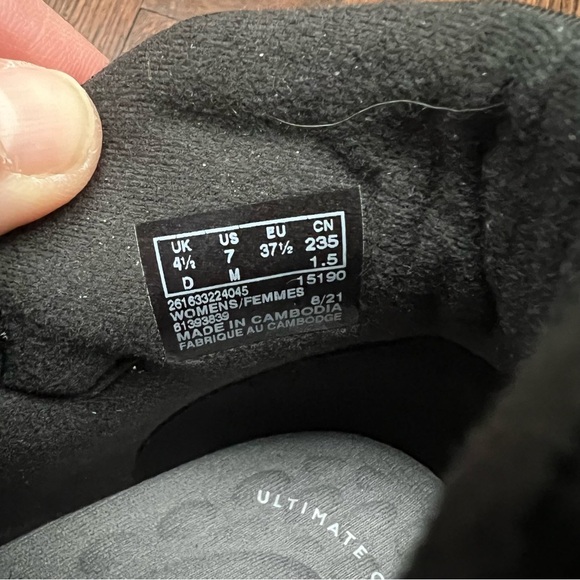 UK US EU CN
4½ 7 37½ 235
D M 1.5
15190
261633224045
WOMENS/FEMMES
61393839 8/21
MADE IN CAMBODIA
FABRIQUE AU CAMBODGE
ULTIMATE